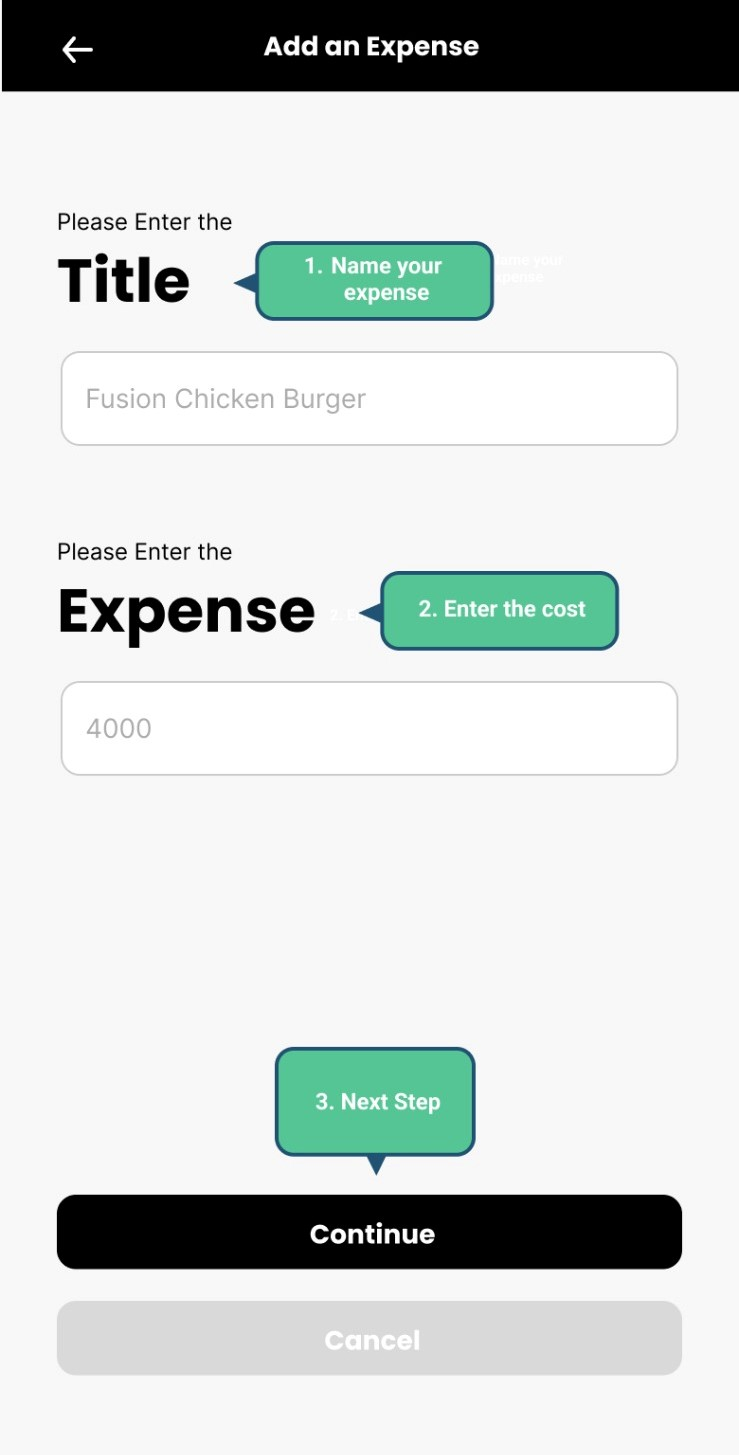 Add an Expense
Please Enter the
Title
1. Name your
expense
Fusion Chicken Burger
Please Enter the
Expense
2. Enter the cost
4000
3. Next Step
Continue
Cancel